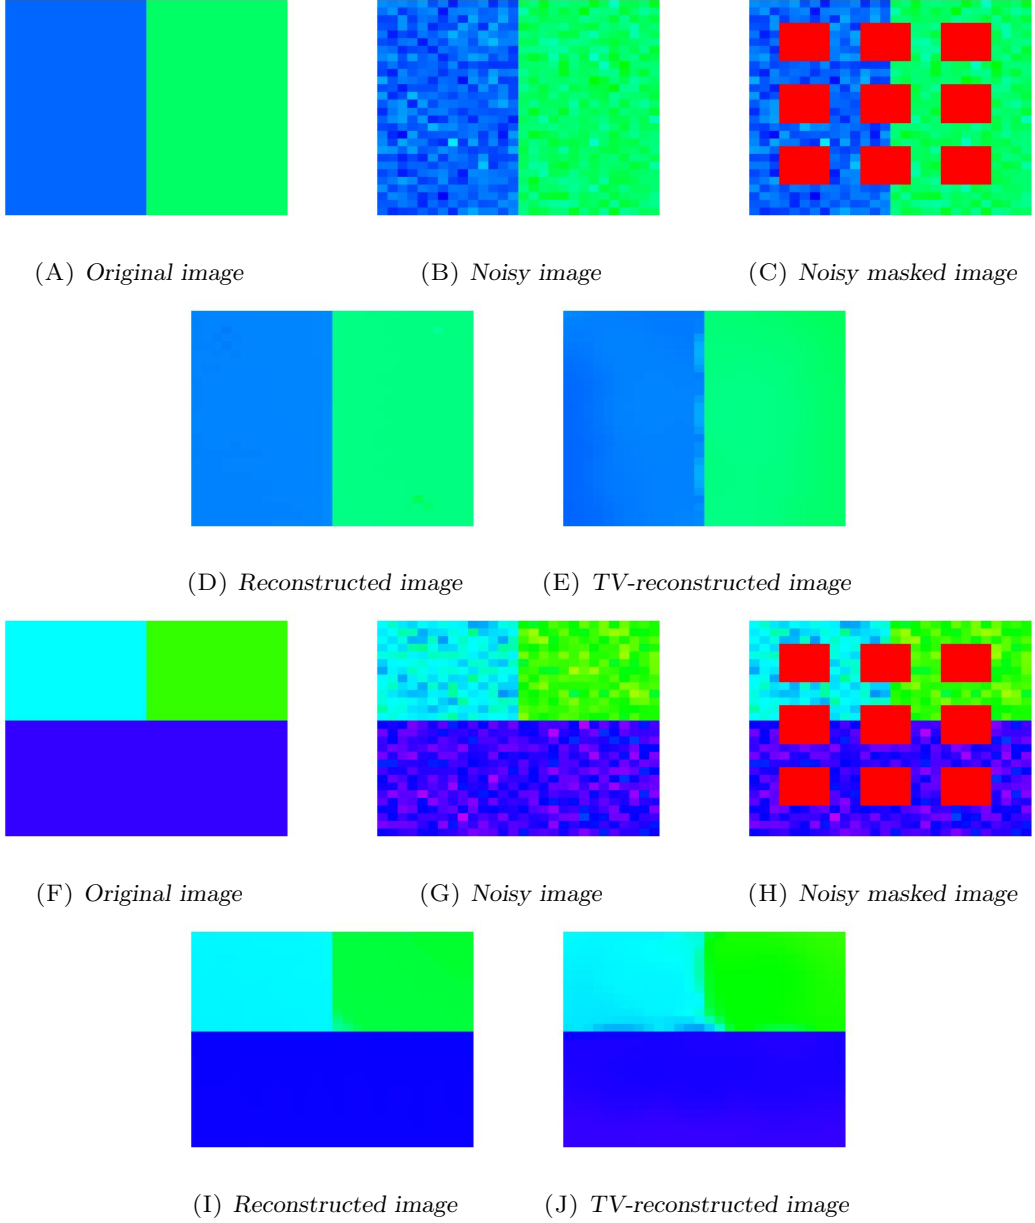 (A) Original image
(B) Noisy image
(C) Noisy masked image
(D) Reconstructed image
(E) TV-reconstructed image
(F) Original image
(G) Noisy image
(H) Noisy masked image
(I) Reconstructed image
(J) TV-reconstructed image